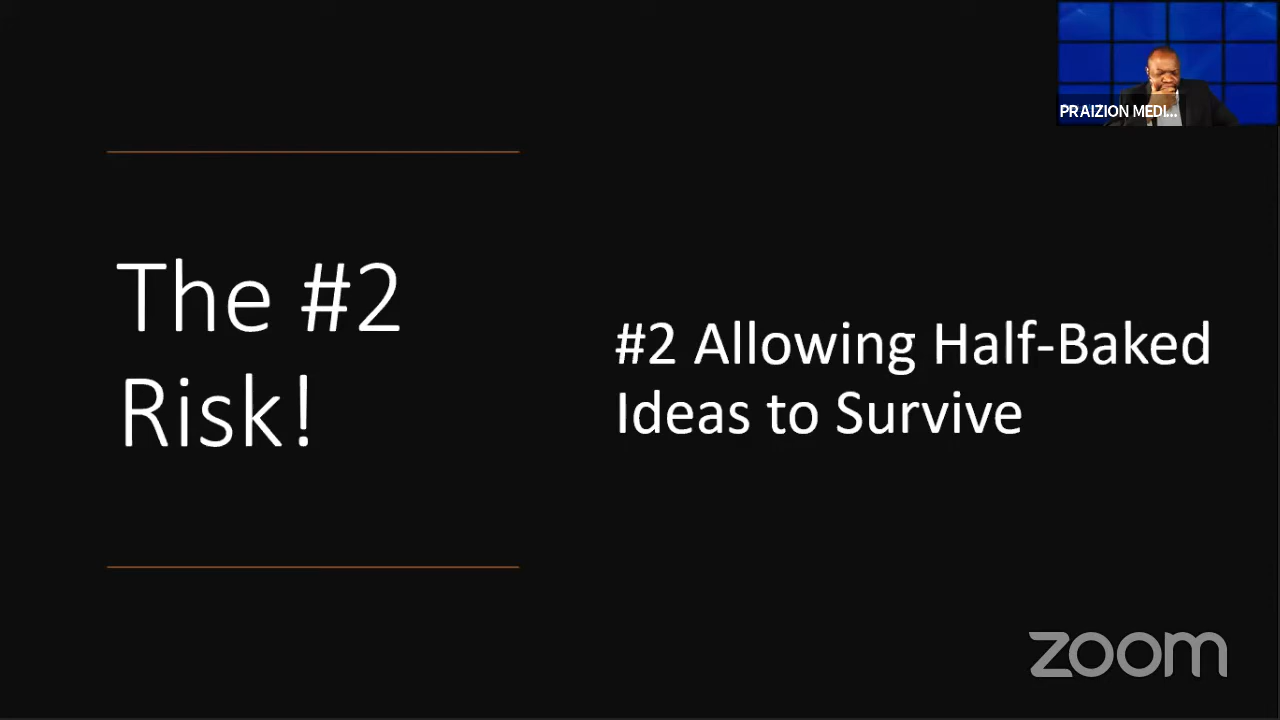 PRAIZION MEDI...
The #2
Risk!
#2 Allowing Half-Baked
Ideas to Survive
zoom